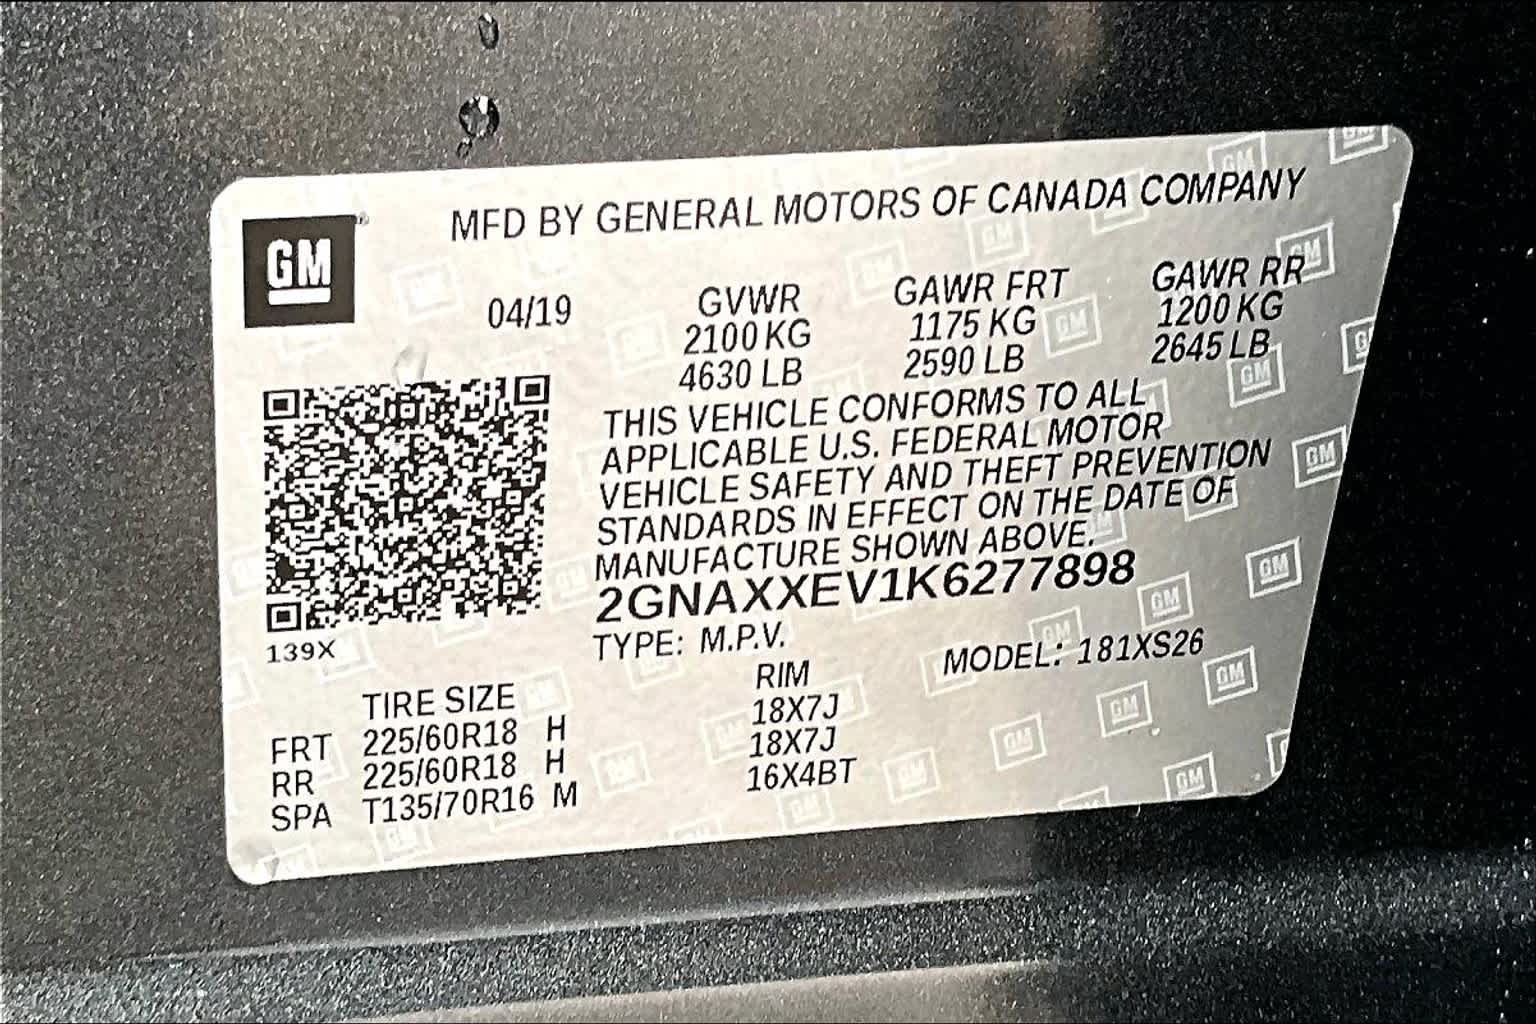 GM
MFD BY GENERAL MOTORS OF CANADA COMPANY
04/19 GVWR GAWR FRT GAWR RR
2100 KG 1175 KG 1200 KG
4630 LB 2590 LB 2645 LB
THIS VEHICLE CONFORMS TO ALL
APPLICABLE U.S. FEDERAL MOTOR
VEHICLE SAFETY AND THEFT PREVENTION
STANDARDS IN EFFECT ON THE DATE OF
MANUFACTURE SHOWN ABOVE.
2GNAXXEV1K6277898
139X
TYPE: M.P.V. MODEL: 181XS26
TIRE SIZE RIM
FRT 225/60R18 H 18X7J
RR 225/60R18 H 18X7J
SPA T135/70R16 M 16X4BT